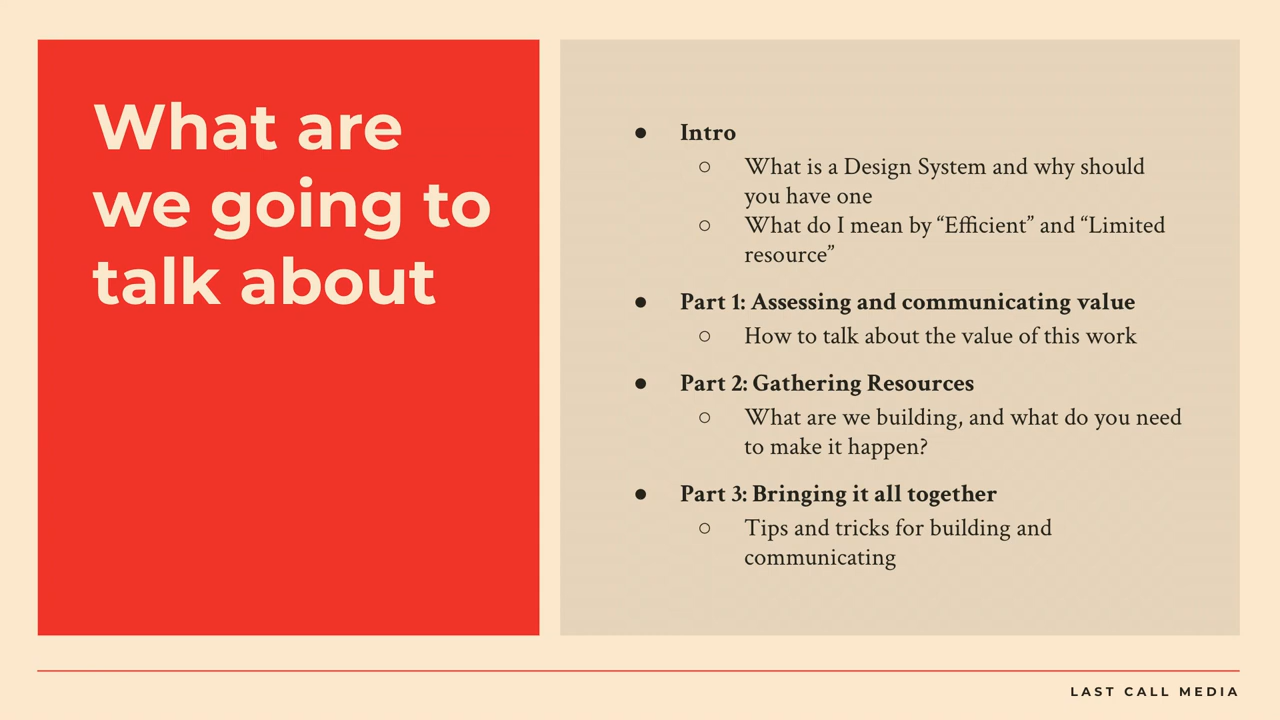 What are
we going to
talk about
● Intro
○ What is a Design System and why should
you have one
○ What do I mean by “Efficient” and “Limited
resource”
● Part 1: Assessing and communicating value
○ How to talk about the value of this work
● Part 2: Gathering Resources
○ What are we building, and what do you need
to make it happen?
● Part 3: Bringing it all together
○ Tips and tricks for building and
communicating
LAST CALL MEDIA